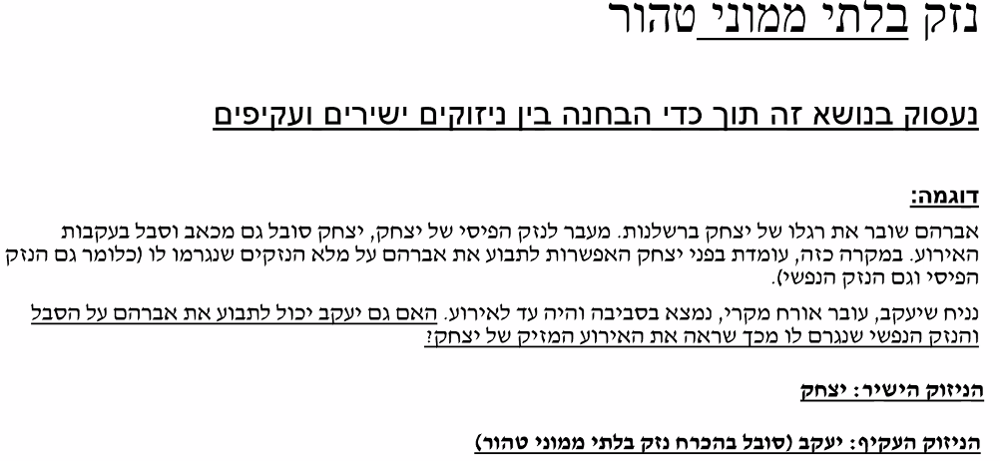 נזק בלתי ממוני טהור
נעסוק בנושא זה תוך כדי הבחנה בין ניזוקים ישירים ועקיפים
דוגמה:
אברהם שובר את רגלו של יצחק ברשלנות. מעבר לנזק הפיסי של יצחק, יצחק סובל גם מכאב וסבל בעקבות
האירוע. במקרה כזה, עומדת בפני יצחק האפשרות לתבוע את אברהם על מלא הנזקים שנגרמו לו (כלומר גם הנזק
הפיסי וגם הנזק הנפשי).
נניח שיעקב, עובר אורח מקרי, נמצא בסביבה והיה עד לאירוע. האם גם יעקב יכול לתבוע את אברהם על הסבל
והנזק הנפשי שנגרם לו מכך שראה את האירוע המזיק של יצחק?
הניזוק הישיר: יצחק
הניזוק העקיף: יעקב (סובל בהכרח נזק בלתי ממוני טהור)